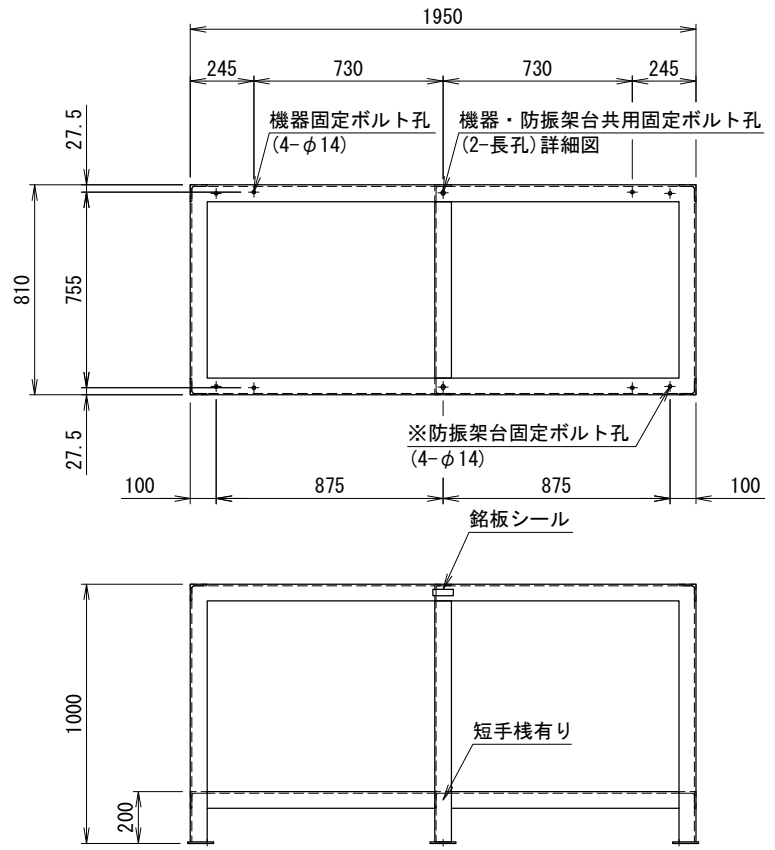 1950
245
730
730
245
27.5
機器固定ボルト孔
(4-φ14)
機器・防振架台共用固定ボルト孔
(2-長孔)詳細図
810
755
27.5
※防振架台固定ボルト孔
(4-φ14)
100
875
875
100
銘板シール
1000
短手桟有り
200